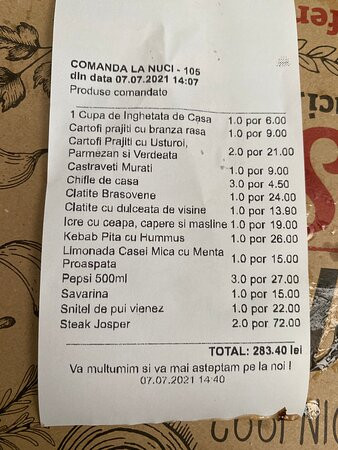 COMANDA LA NUCI - 105
din data 07.07.2021 14:07
Produse comandate
1 Cupa de Inghetata de Casa 1.0 por 6.00
Cartofi prajiti cu branza rasa 1.0 por 9.00
Cartofi Prajiti cu Usturoi,
Parmezan si Verdeata 2.0 por 21.00
Castraveti Murati 1.0 por 9.00
Chifle de casa 3.0 por 4.50
Clatite Brasovene 1.0 por 24.00
Clatite cu dulceata de visine 1.0 por 13.90
Icre cu ceapa, capere si masline 1.0 por 19.00
Kebab Pita cu Hummus 1.0 por 26.00
Limonada Casei Mica cu Menta
Proaspata 1.0 por 15.00
Pepsi 500ml 3.0 por 27.00
Savarina 1.0 por 15.00
Snitel de pui vienez 1.0 por 22.00
Steak Josper 2.0 por 72.00
TOTAL: 283.40 lei
Va multumim si va mai asteptam pe la noi !
07.07.2021 14:40